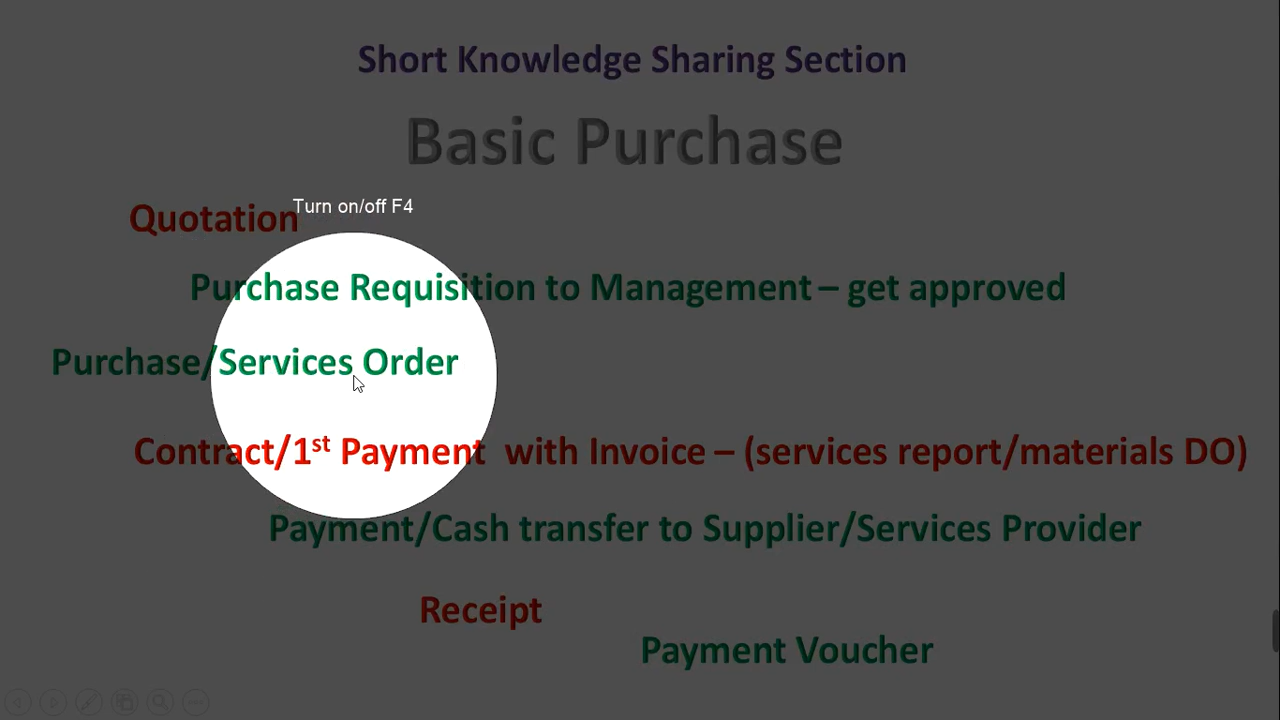 Short Knowledge Sharing Section
Basic Purchase
Turn on/off F4
Quotation
Purchase Requisition to Management – get approved
Purchase/Services Order
Contract/1st Payment with Invoice – (services report/materials DO)
Payment/Cash transfer to Supplier/Services Provider
Receipt
Payment Voucher